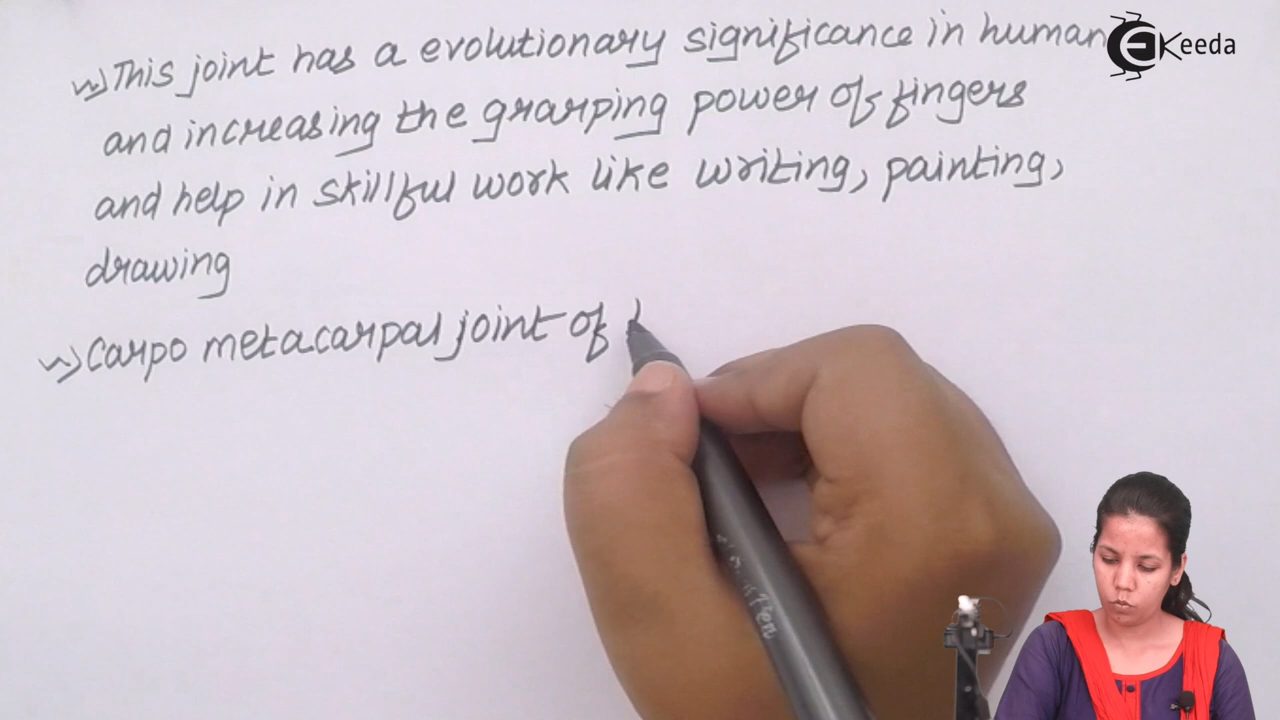 This joint has a evolutionary significance in human
and increasing the grarping power of fingers
and help in skillful work like writing, painting,
drawing
Carpo metacarpal joint of
EKeeda